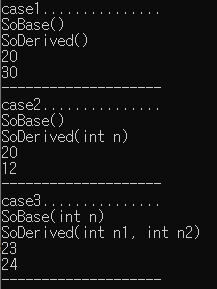 case1...............
SoBase()
SoDerived()
20
30
---------------------
case2...............
SoBase()
SoDerived(int n)
20
12
---------------------
case3...............
SoBase(int n)
SoDerived(int n1, int n2)
23
24
---------------------